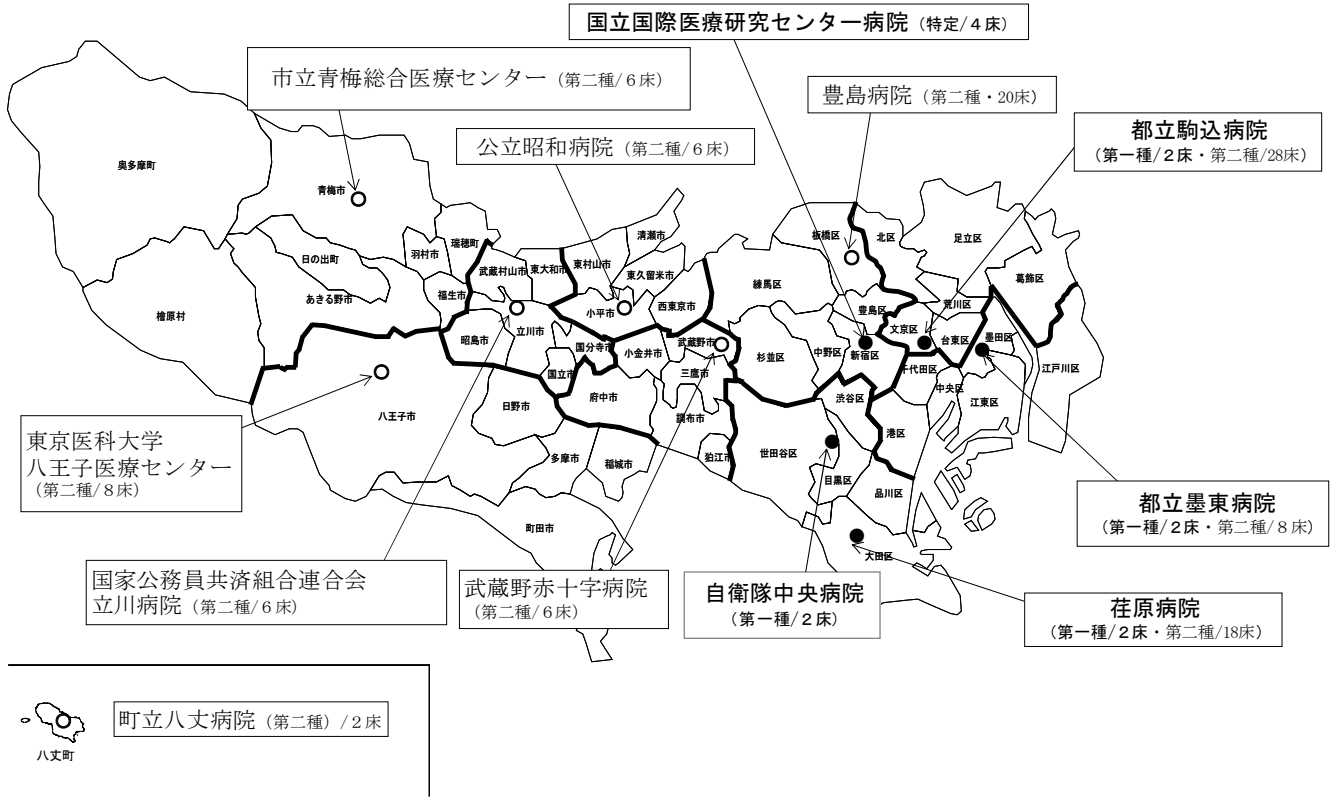 国立国際医療研究センター病院（特定/４床）
市立青梅総合医療センター（第二種/６床）
豊島病院（第二種・20床）
都立駒込病院
（第一種/２床・第二種/28床）
公立昭和病院（第二種/６床）
奥多摩町
青梅市
日の出町
羽村市
瑞穂町
武蔵村山市
東大和市
東村山市
清瀬市
東久留米市
板橋区
北区
足立区
葛飾区
練馬区
あきる野市
福生市
檜原村
昭島市
立川市
小平市
西東京市
豊島区
荒川区
文京区
台東区
墨田区
国分寺市
小金井市
武蔵野市
杉並区
中野区
新宿区
千代田区
江戸川区
国立市
三鷹市
中央区
江東区
八王子市
日野市
府中市
調布市
渋谷区
港区
多摩市
稲城市
狛江市
世田谷区
目黒区
品川区
町田市
大田区
東京医科大学
八王子医療センター
（第二種/８床）
国家公務員共済組合連合会
立川病院（第二種/６床）
武蔵野赤十字病院
（第二種/６床）
自衛隊中央病院
（第一種/２床）
都立墨東病院
（第一種/２床・第二種/８床）
荏原病院
（第一種/２床・第二種/18床）
町立八丈病院（第二種）/２床
八丈町